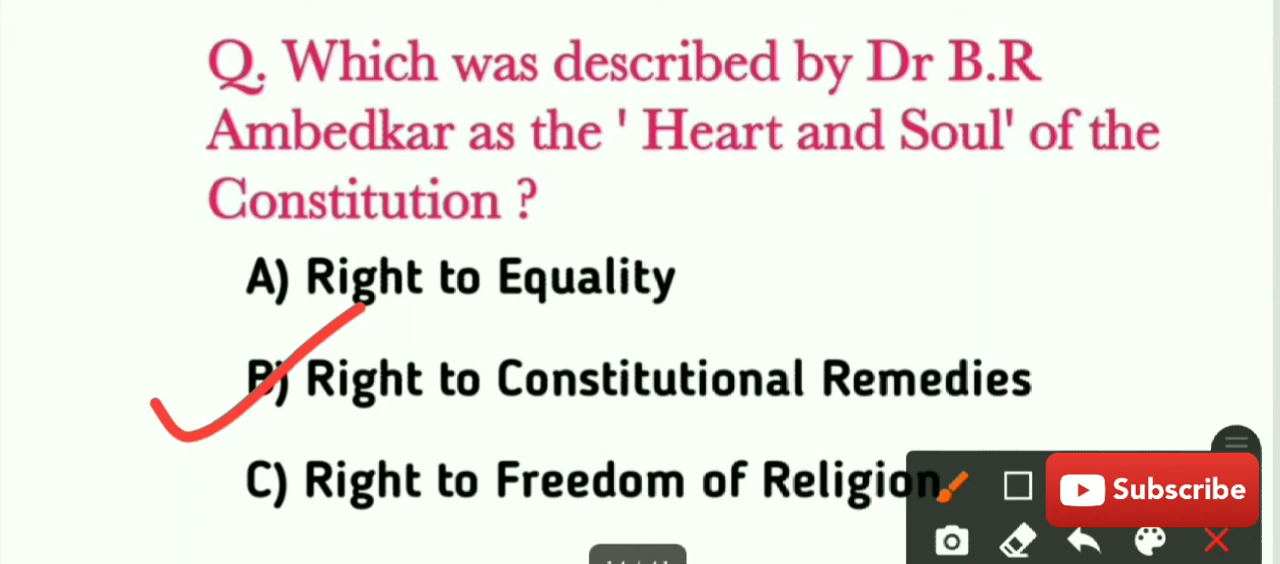 Q. Which was described by Dr B.R
Ambedkar as the ' Heart and Soul' of the
Constitution ?
A) Right to Equality
B) Right to Constitutional Remedies
C) Right to Freedom of Religion
Subscribe